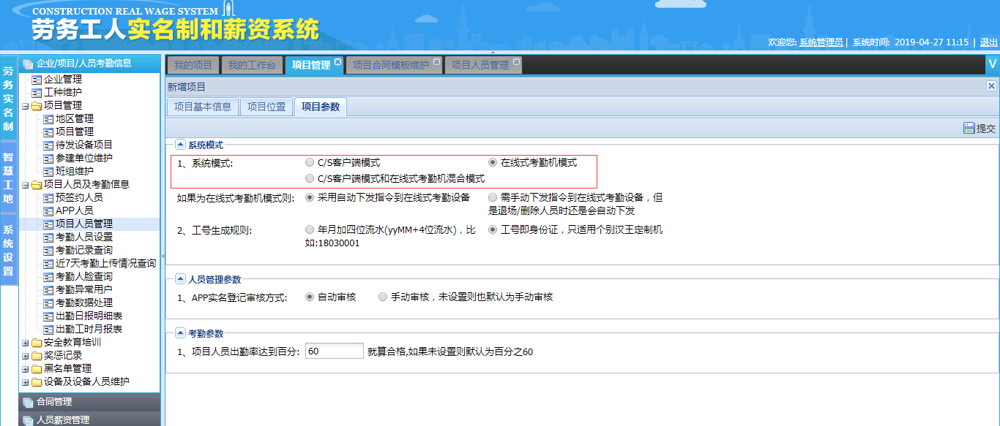 CONSTRUCTION REAL WAGE SYSTEM
劳务工人实名制和薪资系统
欢迎您: 系统管理员 | 系统时间: 2019-04-27 11:15 | 退出
劳务实名制
智慧工地
系统设置
企业/项目/人员考勤信息
企业管理
工种维护
项目管理
地区管理
项目管理
待发设备项目
参建单位维护
班组维护
项目人员及考勤信息
预签约人员
APP人员
项目人员管理
考勤人员设置
考勤记录查询
近7天考勤上传情况查询
考勤人脸查询
考勤异常用户
考勤数据处理
出勤日报明细表
出勤工时月报表
安全教育培训
奖惩记录
黑名单管理
设备及设备人员维护
合同管理
人员薪资管理
我的项目 我的工作台 项目管理 项目合同模板维护 项目人员管理 V
新增项目
项目基本信息 项目位置 项目参数
提交
系统模式
1、系统模式: C/S客户端模式 在线式考勤机模式
C/S客户端模式和在线式考勤机混合模式
如果为在线式考勤机模式则: 采用自动下发指令到在线式考勤设备 需手动下发指令到在线式考勤设备，但
是退场/删除人员时还是会自动下发
2、工号生成规则: 年月加四位流水(yyMM+4位流水)，比 工号即身份证，只适用个别汉王定制机
如:18030001
人员管理参数
1、APP实名登记审核方式: 自动审核 手动审核，未设置则也默认为手动审核
考勤参数
1、项目人员出勤率达到百分: 60 就算合格,如果未设置则默认为百分之60